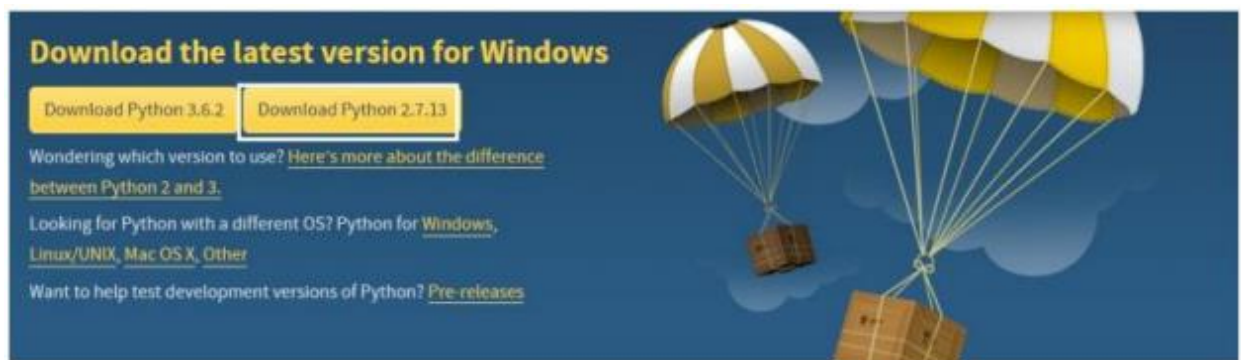 Download the latest version for Windows
Download Python 3.6.2 Download Python 2.7.13
Wondering which version to use? Here's more about the difference
between Python 2 and 3.
Looking for Python with a different OS? Python for Windows,
Linux/UNIX, Mac OS X, Other
Want to help test development versions of Python? Pre-releases